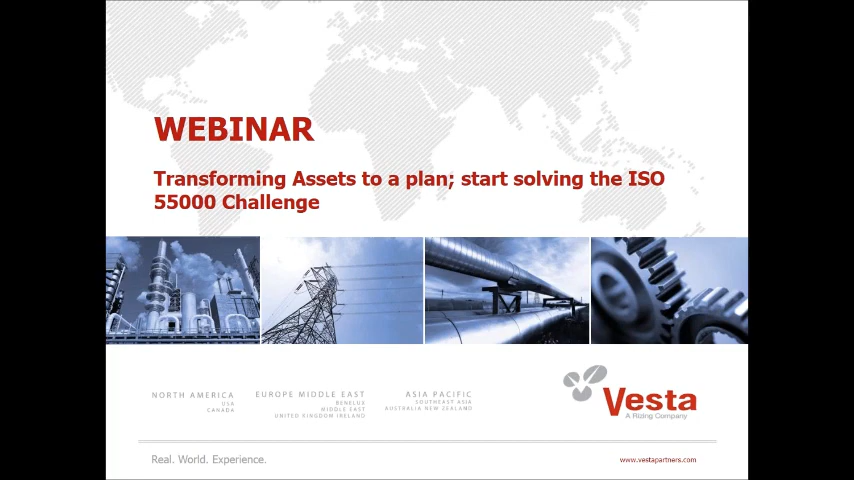 WEBINAR
Transforming Assets to a plan; start solving the ISO
55000 Challenge
NORTH AMERICA
USA
CANADA
EUROPE MIDDLE EAST
BENELUX
MIDDLE EAST
UNITED KINGDOM IRELAND
ASIA PACIFIC
SOUTHEAST ASIA
AUSTRALIA NEW ZEALAND
Vesta
A Rizing Company
Real. World. Experience.
www.vestapartners.com